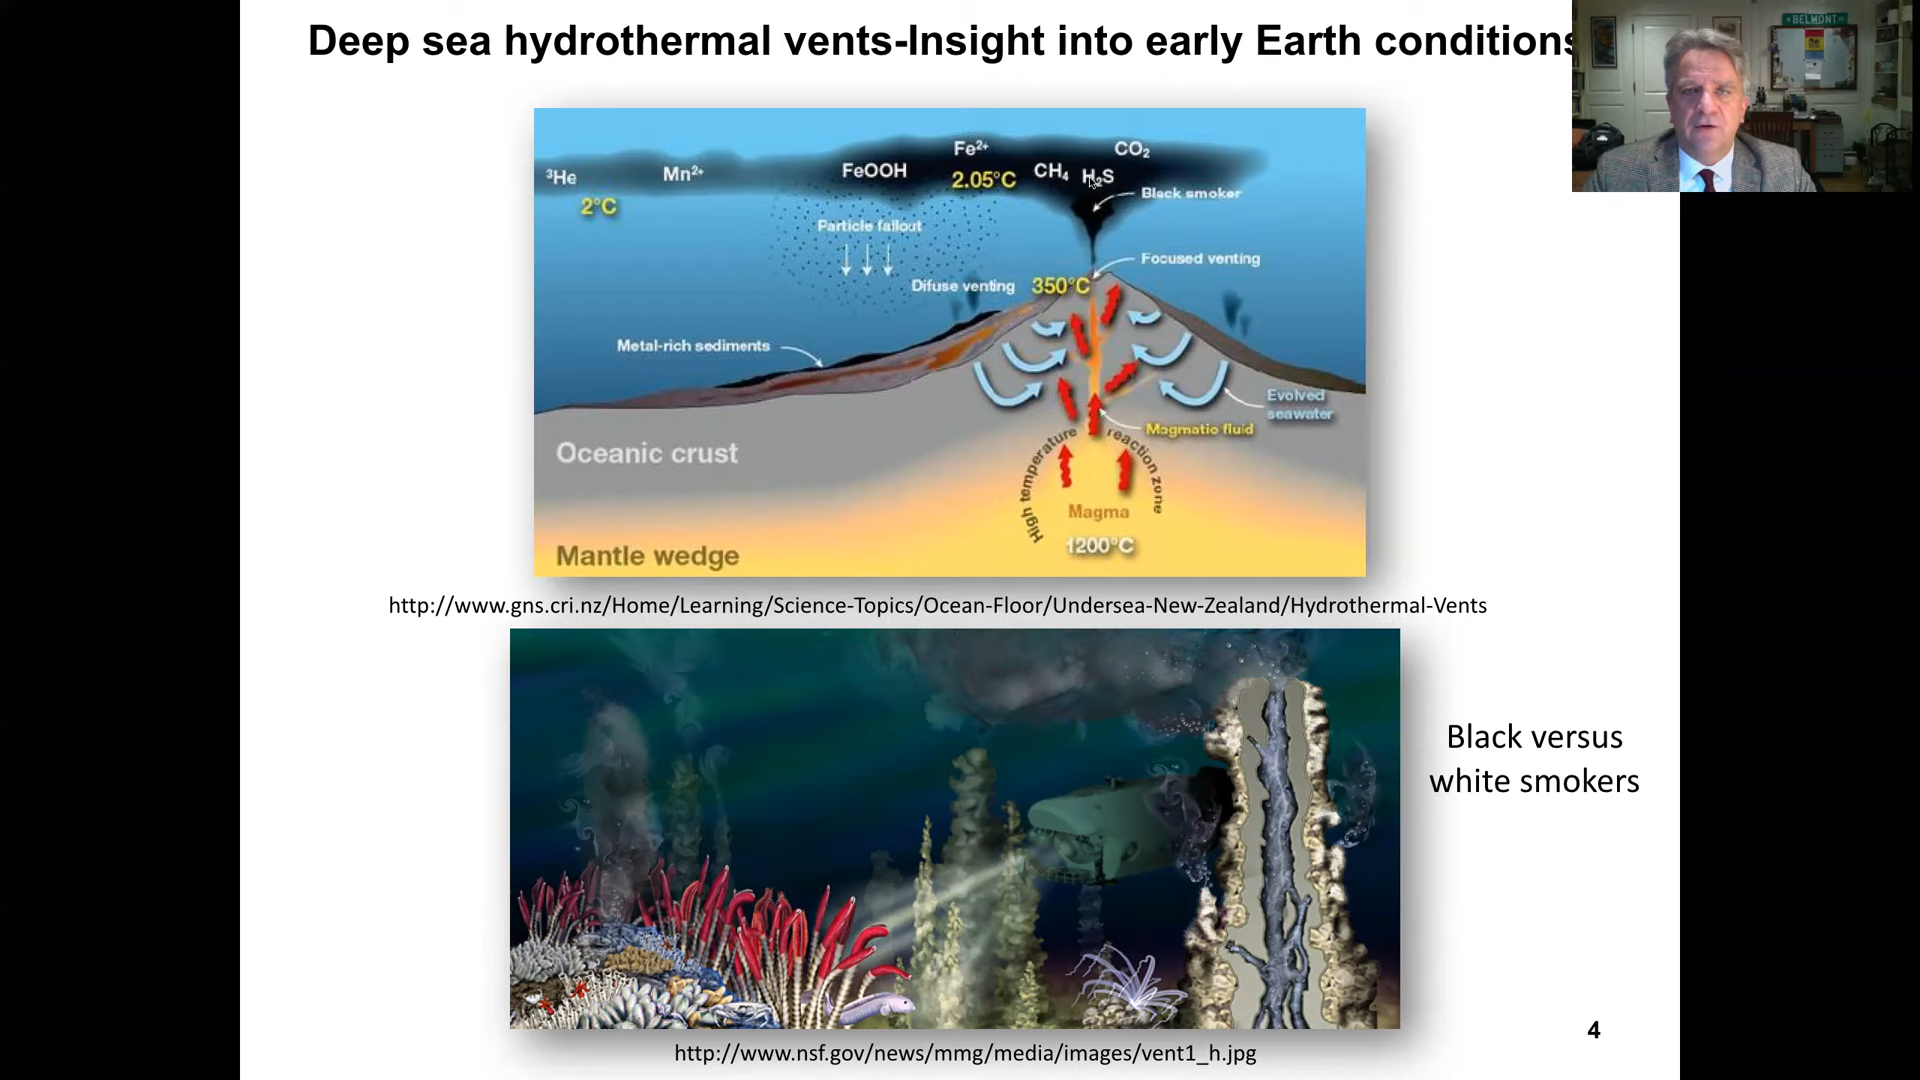 Deep sea hydrothermal vents-Insight into early Earth conditions
BELMONT
³He
Mn²⁺
FeOOH
Fe²⁺
CH₄
H₂S
CO₂
2°C
2.05°C
Black smoker
Particle fallout
Focused venting
Difuse venting
350°C
Metal-rich sediments
Evolved
seawater
Magmatic fluid
Oceanic crust
High temperature reaction zone
Magma
1200°C
Mantle wedge
http://www.gns.cri.nz/Home/Learning/Science-Topics/Ocean-Floor/Undersea-New-Zealand/Hydrothermal-Vents
Black versus
white smokers
4
http://www.nsf.gov/news/mmg/media/images/vent1_h.jpg